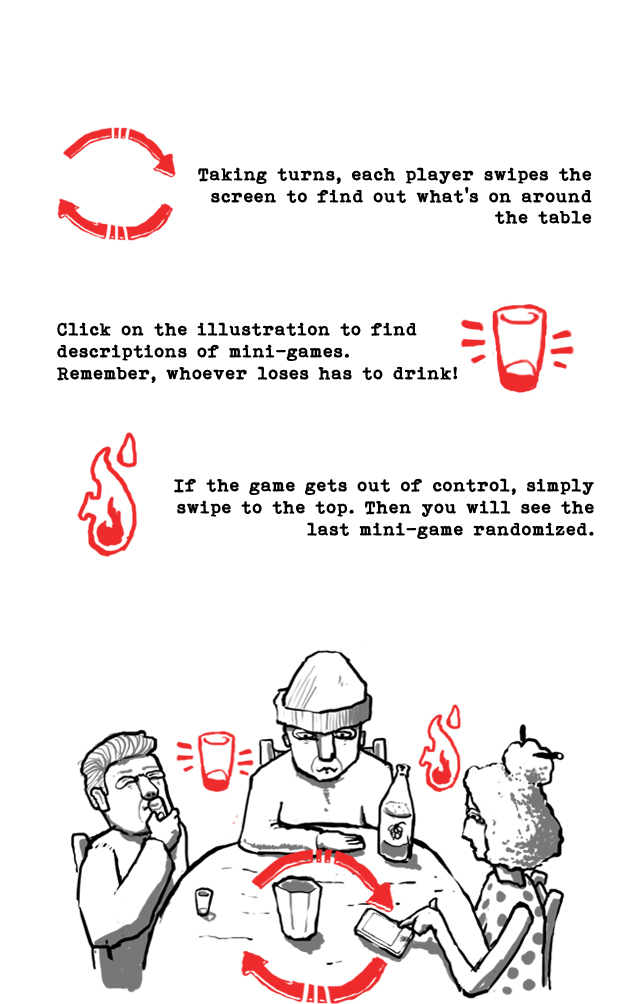 Taking turns, each player swipes the
screen to find out what's on around
the table
Click on the illustration to find
descriptions of mini-games.
Remember, whoever loses has to drink!
If the game gets out of control, simply
swipe to the top. Then you will see the
last mini-game randomized.